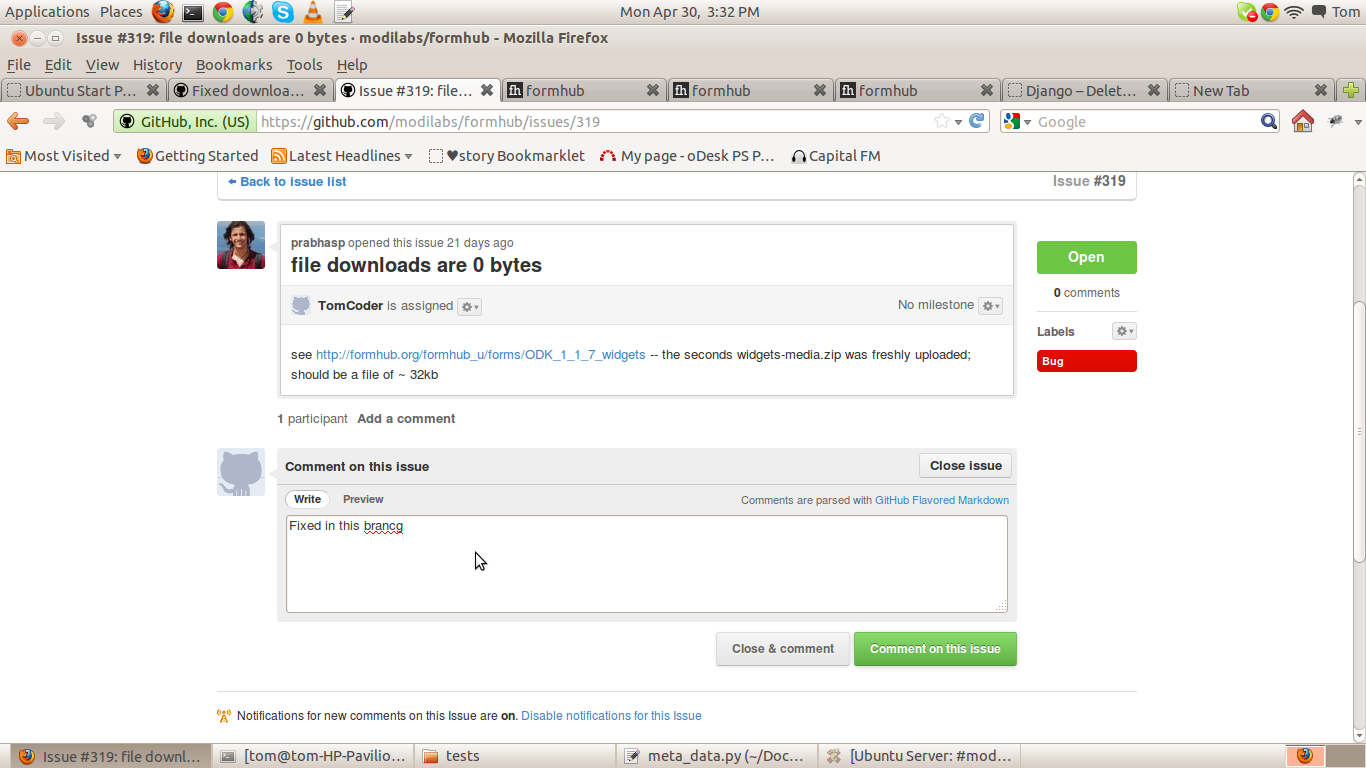 Applications Places Mon Apr 30, 3:32 PM Tom
Issue #319: file downloads are 0 bytes · modilabs/formhub - Mozilla Firefox
File Edit View History Bookmarks Tools Help
Ubuntu Start P... Fixed downloa... Issue #319: file... fh formhub fh formhub fh formhub Django – Delet... New Tab
GitHub, Inc. (US) https://github.com/modilabs/formhub/issues/319 Google
Most Visited Getting Started Latest Headlines ♥story Bookmarklet My page - oDesk PS P... Capital FM
Back to issue list Issue #319
prabhasp opened this issue 21 days ago
file downloads are 0 bytes
Open
0 comments
TomCoder is assigned No milestone
Labels
Bug
see http://formhub.org/formhub_u/forms/ODK_1_1_7_widgets -- the seconds widgets-media.zip was freshly uploaded;
should be a file of ~ 32kb
1 participant Add a comment
Comment on this issue Close issue
Write Preview Comments are parsed with GitHub Flavored Markdown
Fixed in this brancg
Close & comment Comment on this issue
Notifications for new comments on this Issue are on. Disable notifications for this Issue
Issue #319: file downl... [tom@tom-HP-Pavilio... tests meta_data.py (~/Doc... [Ubuntu Server: #mod...